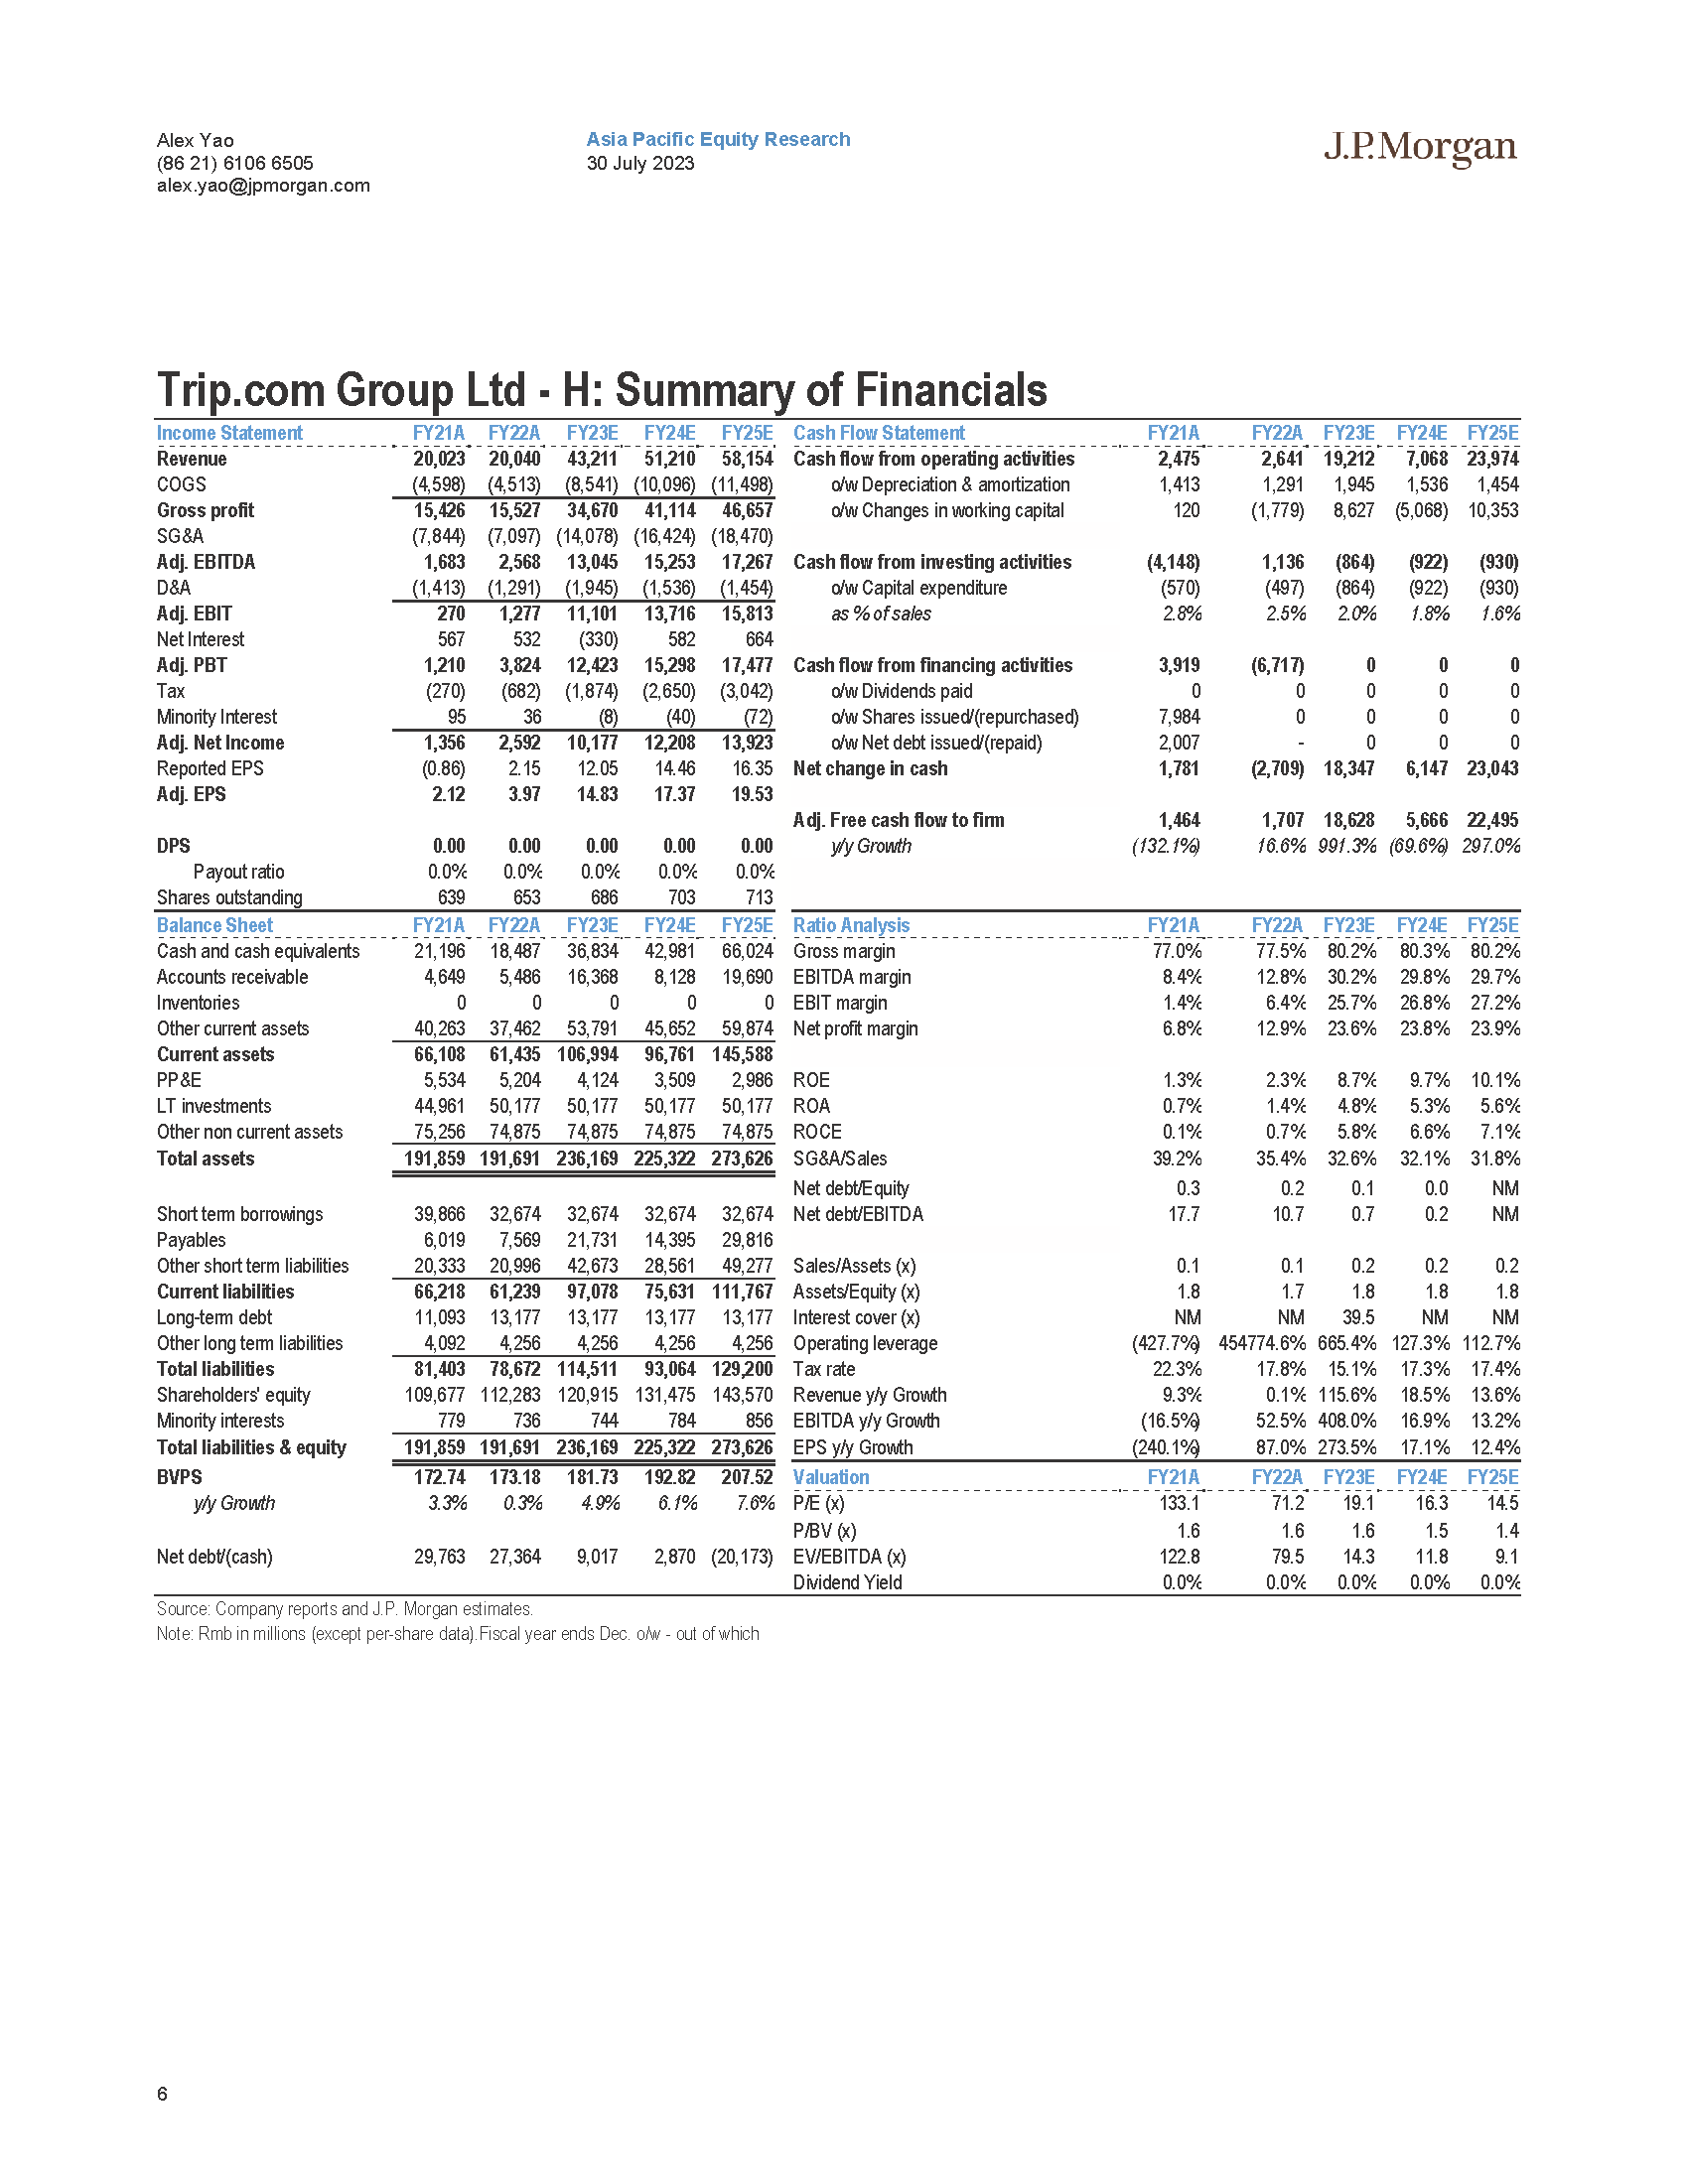 Alex Yao
(86 21) 6106 6505
alex.yao@jpmorgan.com
Asia Pacific Equity Research
30 July 2023
J.P.Morgan
Trip.com Group Ltd - H: Summary of Financials
Income Statement FY21A FY22A FY23E FY24E FY25E
Revenue 20,023 20,040 43,211 51,210 58,154
COGS (4,598) (4,513) (8,541) (10,096) (11,498)
Gross profit 15,426 15,527 34,670 41,114 46,657
SG&A (7,844) (7,097) (14,078) (16,424) (18,470)
Adj. EBITDA 1,683 2,568 13,045 15,253 17,267
D&A (1,413) (1,291) (1,945) (1,536) (1,454)
Adj. EBIT 270 1,277 11,101 13,716 15,813
Net Interest 567 532 (330) 582 664
Adj. PBT 1,210 3,824 12,423 15,298 17,477
Tax (270) (682) (1,874) (2,650) (3,042)
Minority Interest 95 36 (8) (40) (72)
Adj. Net Income 1,356 2,592 10,177 12,208 13,923
Reported EPS (0.86) 2.15 12.05 14.46 16.35
Adj. EPS 2.12 3.97 14.83 17.37 19.53
DPS 0.00 0.00 0.00 0.00 0.00
Payout ratio 0.0% 0.0% 0.0% 0.0% 0.0%
Shares outstanding 639 653 686 703 713
Cash Flow Statement FY21A FY22A FY23E FY24E FY25E
Cash flow from operating activities 2,475 2,641 19,212 7,068 23,974
o/w Depreciation & amortization 1,413 1,291 1,945 1,536 1,454
o/w Changes in working capital 120 (1,779) 8,627 (5,068) 10,353
Cash flow from investing activities (4,148) 1,136 (864) (922) (930)
o/w Capital expenditure (570) (497) (864) (922) (930)
as % of sales 2.8% 2.5% 2.0% 1.8% 1.6%
Cash flow from financing activities 3,919 (6,717) 0 0 0
o/w Dividends paid 0 0 0 0 0
o/w Shares issued/(repurchased) 7,984 0 0 0 0
o/w Net debt issued/(repaid) 2,007 - 0 0 0
Net change in cash 1,781 (2,709) 18,347 6,147 23,043
Adj. Free cash flow to firm 1,464 1,707 18,628 5,666 22,495
y/y Growth (132.1%) 16.6% 991.3% (69.6%) 297.0%
Balance Sheet FY21A FY22A FY23E FY24E FY25E
Cash and cash equivalents 21,196 18,487 36,834 42,981 66,024
Accounts receivable 4,649 5,486 16,368 8,128 19,690
Inventories 0 0 0 0 0
Other current assets 40,263 37,462 53,791 45,652 59,874
Current assets 66,108 61,435 106,994 96,761 145,588
PP&E 5,534 5,204 4,124 3,509 2,986
LT investments 44,961 50,177 50,177 50,177 50,177
Other non current assets 75,256 74,875 74,875 74,875 74,875
Total assets 191,859 191,691 236,169 225,322 273,626
Short term borrowings 39,866 32,674 32,674 32,674 32,674
Payables 6,019 7,569 21,731 14,395 29,816
Other short term liabilities 20,333 20,996 42,673 28,561 49,277
Current liabilities 66,218 61,239 97,078 75,631 111,767
Long-term debt 11,093 13,177 13,177 13,177 13,177
Other long term liabilities 4,092 4,256 4,256 4,256 4,256
Total liabilities 81,403 78,672 114,511 93,064 129,200
Shareholders' equity 109,677 112,283 120,915 131,475 143,570
Minority interests 779 736 744 784 856
Total liabilities & equity 191,859 191,691 236,169 225,322 273,626
BVPS 172.74 173.18 181.73 192.82 207.52
y/y Growth 3.3% 0.3% 4.9% 6.1% 7.6%
Net debt/(cash) 29,763 27,364 9,017 2,870 (20,173)
Ratio Analysis FY21A FY22A FY23E FY24E FY25E
Gross margin 77.0% 77.5% 80.2% 80.3% 80.2%
EBITDA margin 8.4% 12.8% 30.2% 29.8% 29.7%
EBIT margin 1.4% 6.4% 25.7% 26.8% 27.2%
Net profit margin 6.8% 12.9% 23.6% 23.8% 23.9%
ROE 1.3% 2.3% 8.7% 9.7% 10.1%
ROA 0.7% 1.4% 4.8% 5.3% 5.6%
ROCE 0.1% 0.7% 5.8% 6.6% 7.1%
SG&A/Sales 39.2% 35.4% 32.6% 32.1% 31.8%
Net debt/Equity 0.3 0.2 0.1 0.0 NM
Net debt/EBITDA 17.7 10.7 0.7 0.2 NM
Sales/Assets (x) 0.1 0.1 0.2 0.2 0.2
Assets/Equity (x) 1.8 1.7 1.8 1.8 1.8
Interest cover (x) NM NM 39.5 NM NM
Operating leverage (427.7%) 454774.6% 665.4% 127.3% 112.7%
Tax rate 22.3% 17.8% 15.1% 17.3% 17.4%
Revenue y/y Growth 9.3% 0.1% 115.6% 18.5% 13.6%
EBITDA y/y Growth (16.5%) 52.5% 408.0% 16.9% 13.2%
EPS y/y Growth (240.1%) 87.0% 273.5% 17.1% 12.4%
Valuation FY21A FY22A FY23E FY24E FY25E
P/E (x) 133.1 71.2 19.1 16.3 14.5
P/BV (x) 1.6 1.6 1.6 1.5 1.4
EV/EBITDA (x) 122.8 79.5 14.3 11.8 9.1
Dividend Yield 0.0% 0.0% 0.0% 0.0% 0.0%
Source: Company reports and J.P. Morgan estimates.
Note: Rmb in millions (except per-share data).Fiscal year ends Dec. o/w - out of which
6